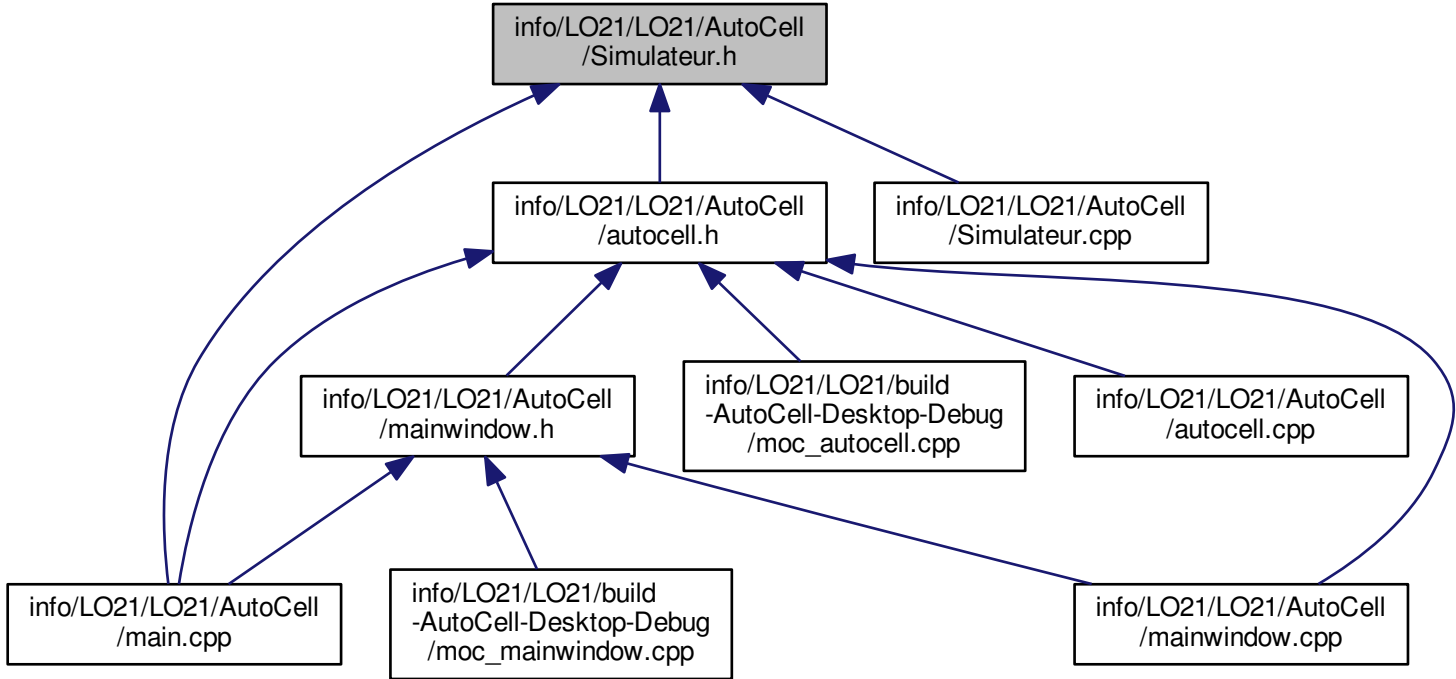 info/LO21/LO21/AutoCell
/Simulateur.h
info/LO21/LO21/AutoCell
/autocell.h
info/LO21/LO21/AutoCell
/Simulateur.cpp
info/LO21/LO21/AutoCell
/mainwindow.h
info/LO21/LO21/build
-AutoCell-Desktop-Debug
/moc_autocell.cpp
info/LO21/LO21/AutoCell
/autocell.cpp
info/LO21/LO21/AutoCell
/main.cpp
info/LO21/LO21/build
-AutoCell-Desktop-Debug
/moc_mainwindow.cpp
info/LO21/LO21/AutoCell
/mainwindow.cpp